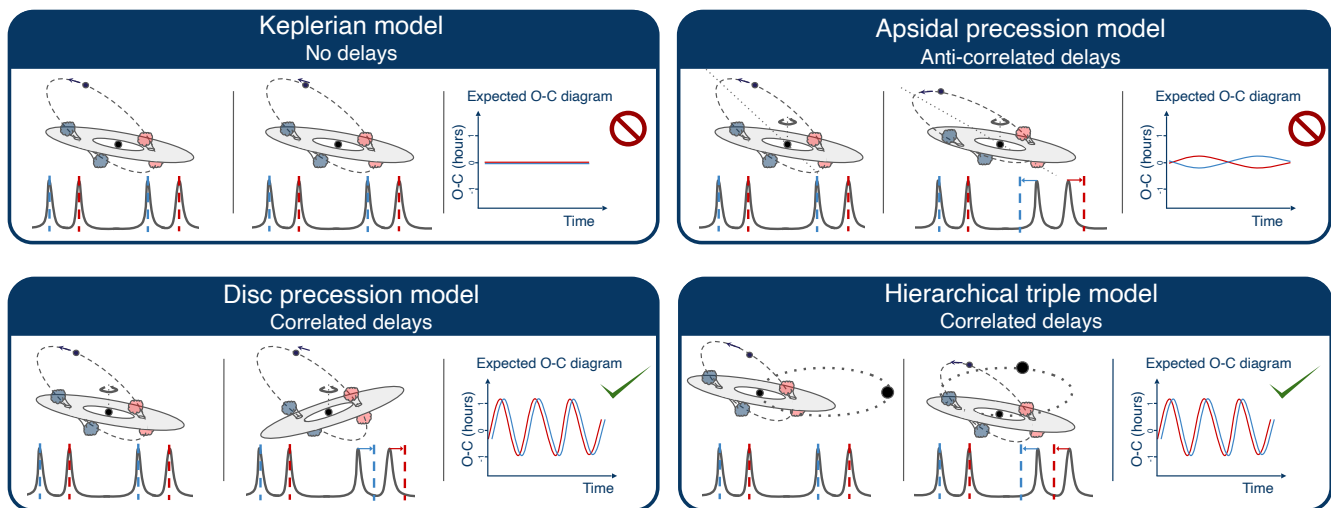 Keplerian model
No delays
Expected O-C diagram
O-C (hours)
1
0
-1
Time
Apsidal precession model
Anti-correlated delays
Expected O-C diagram
O-C (hours)
1
0
-1
Time
Disc precession model
Correlated delays
Expected O-C diagram
O-C (hours)
1
0
-1
Time
Hierarchical triple model
Correlated delays
Expected O-C diagram
O-C (hours)
1
0
-1
Time